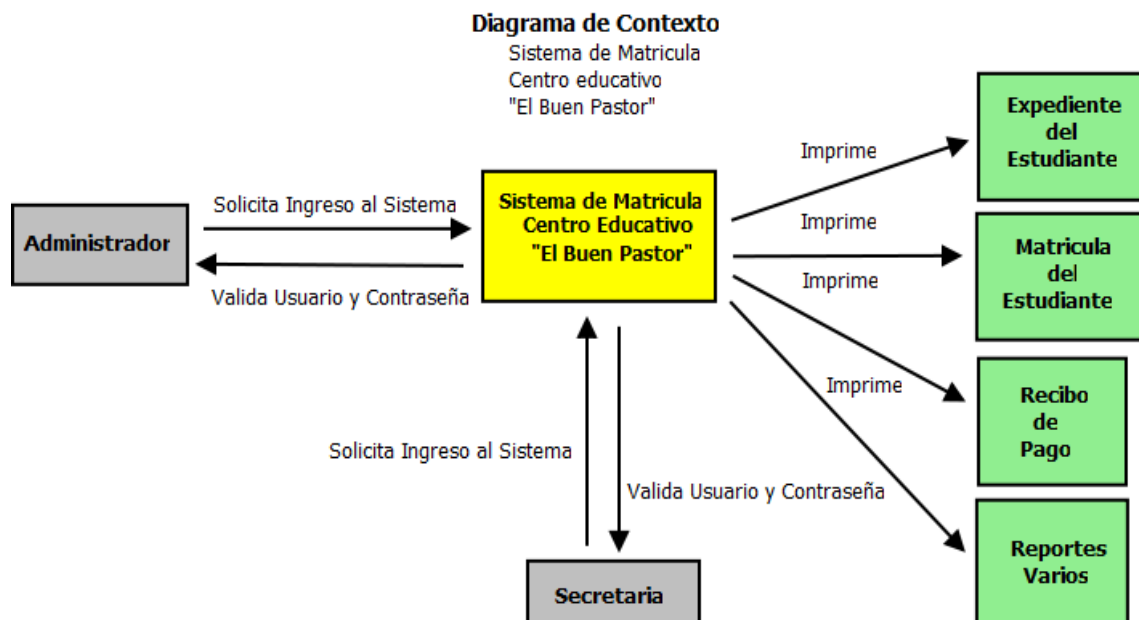 Diagrama de Contexto
Sistema de Matricula
Centro educativo
"El Buen Pastor"
Expediente
del
Estudiante
Imprime
Solicita Ingreso al Sistema
Sistema de Matricula
Centro Educativo
"El Buen Pastor"
Imprime
Administrador
Matricula
del
Estudiante
Imprime
Valida Usuario y Contraseña
Imprime
Recibo
de
Pago
Solicita Ingreso al Sistema
Valida Usuario y Contraseña
Reportes
Varios
Secretaria